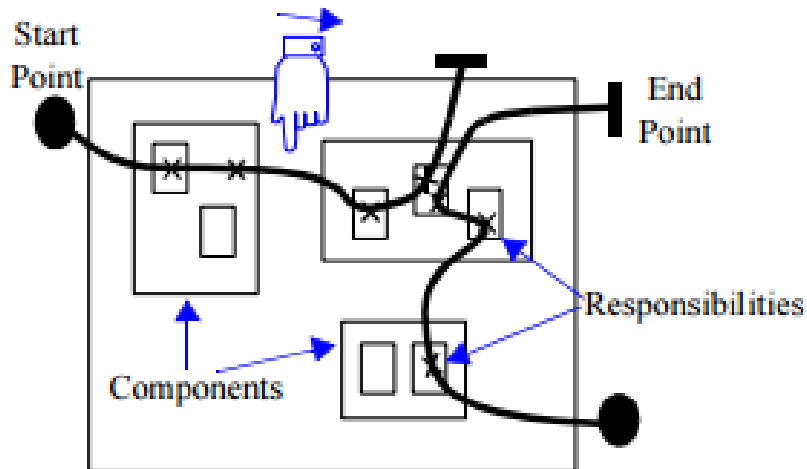 Start
Point
End
Point
Responsibilities
Components